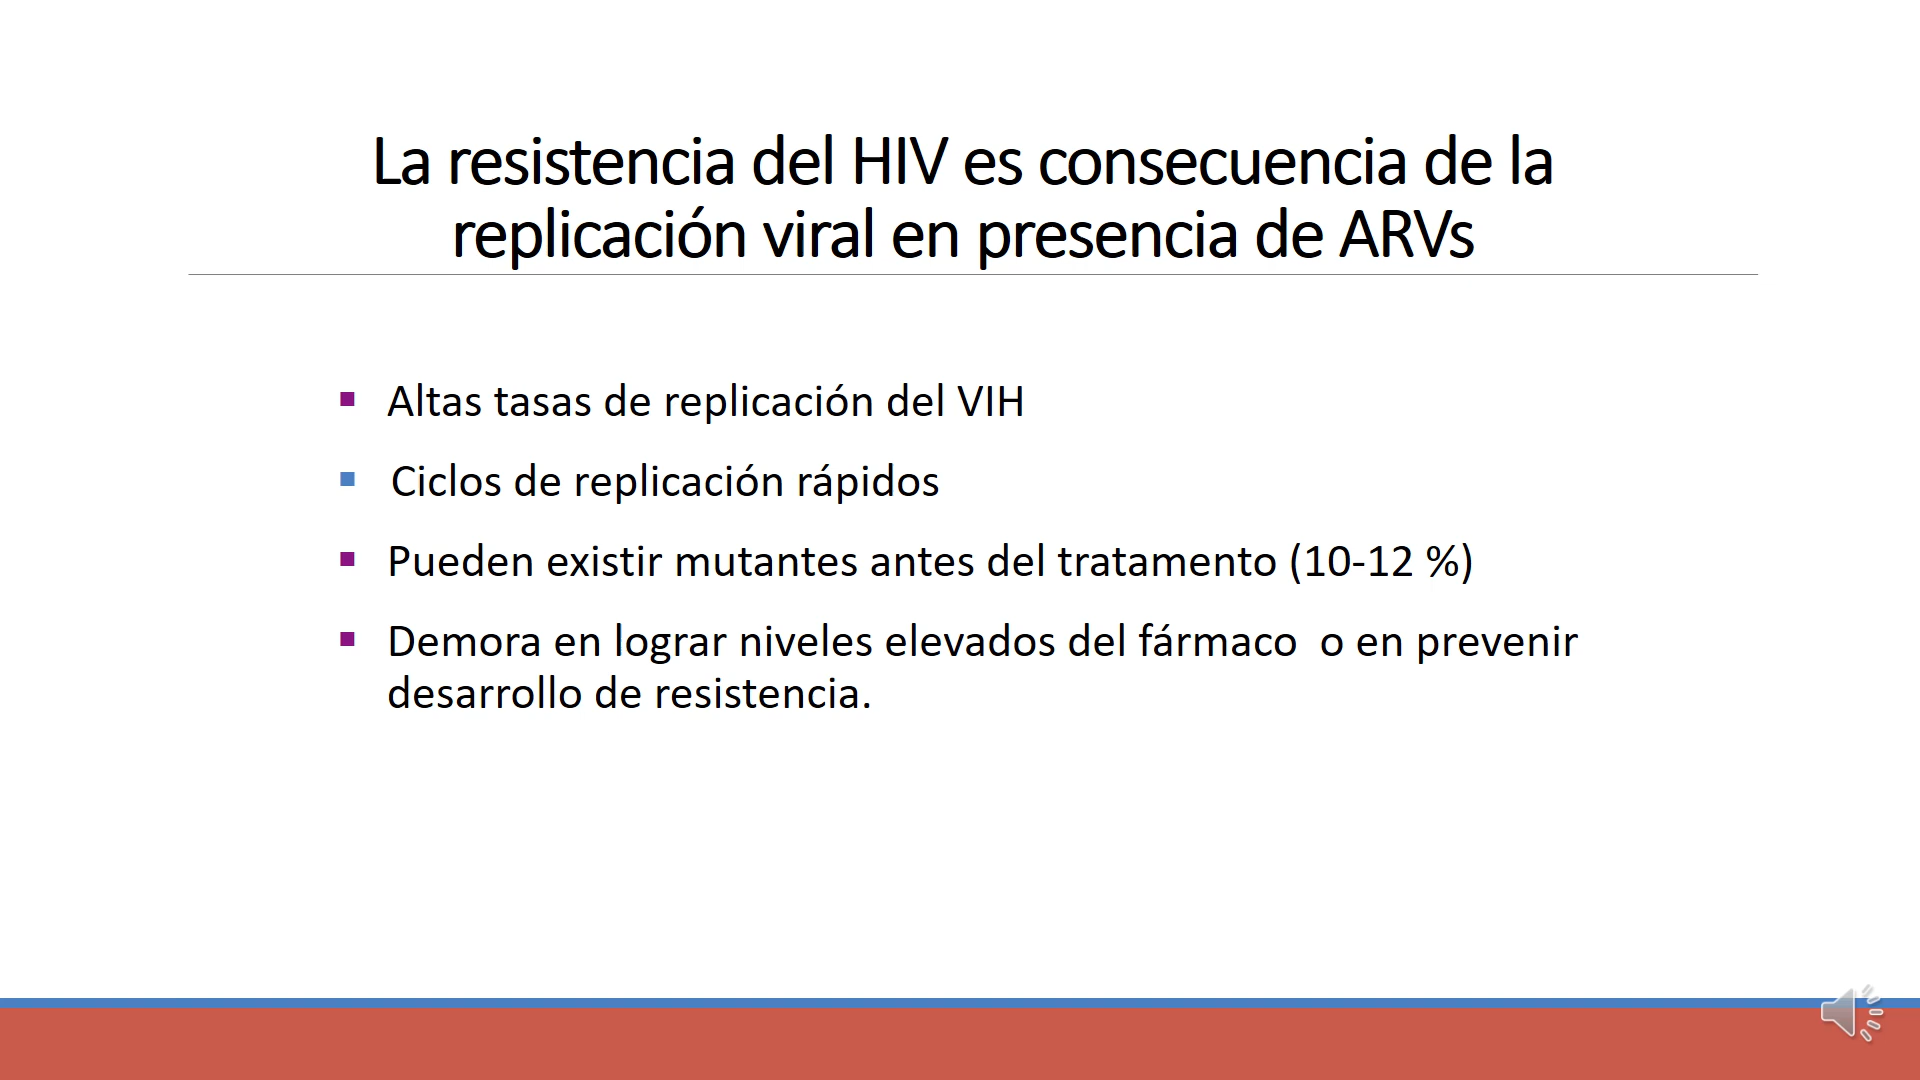 La resistencia del HIV es consecuencia de la
replicación viral en presencia de ARVs
▪ Altas tasas de replicación del VIH
▪ Ciclos de replicación rápidos
▪ Pueden existir mutantes antes del tratamento (10-12 %)
▪ Demora en lograr niveles elevados del fármaco o en prevenir
desarrollo de resistencia.